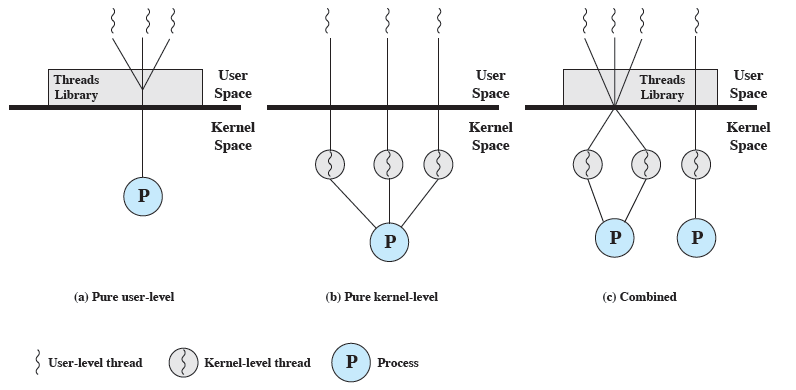 Threads
Library
User
Space
Kernel
Space
P
(a) Pure user-level
User
Space
Kernel
Space
P
(b) Pure kernel-level
Threads
Library
User
Space
Kernel
Space
P
P
(c) Combined
User-level thread
Kernel-level thread
P
Process